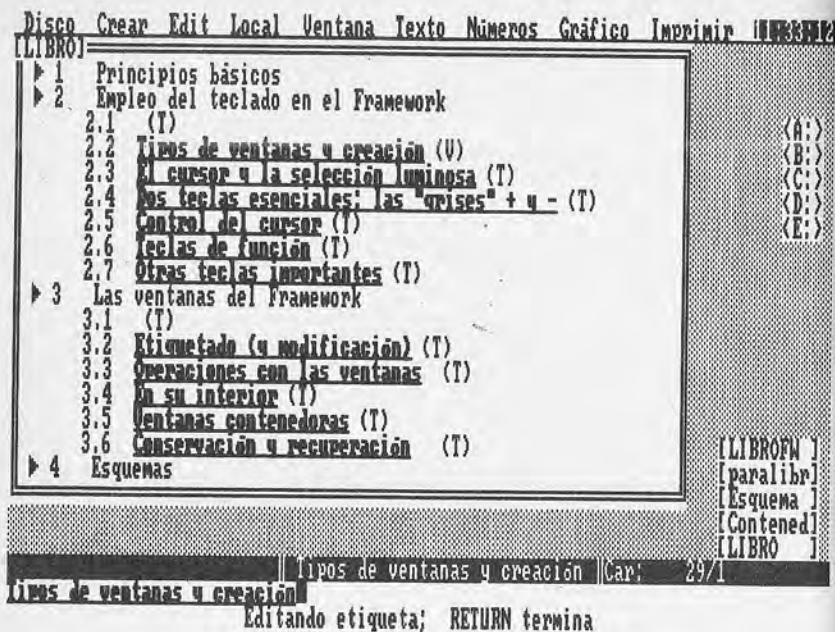 Disco Crear Edit Local Ventana Texto Números Gráfico Imprimir
[LIBRO]
1 Principios básicos
2 Empleo del teclado en el Framework
2.1 (T)
2.2 Tipos de ventanas y creación (V)
2.3 El cursor y la selección luminosa (T)
2.4 Dos teclas esenciales: las "grises" + y - (T)
2.5 Control del cursor (T)
2.6 Teclas de función (T)
2.7 Otras teclas importantes (T)
3 Las ventanas del Framework
3.1 (T)
3.2 Etiquetado (y modificación) (T)
3.3 Operaciones con las ventanas (T)
3.4 En su interior (T)
3.5 Ventanas contenedoras (T)
3.6 Conservación y recuperación (T)
4 Esquemas
<A:>
<B:>
<C:>
<D:>
<E:>
[LIBROFW ]
[paralibr]
[Esquema ]
[Contened]
[LIBRO ]
Tipos de ventanas y creación Car: 29/1
Tipos de ventanas y creación
Editando etiqueta; RETURN termina